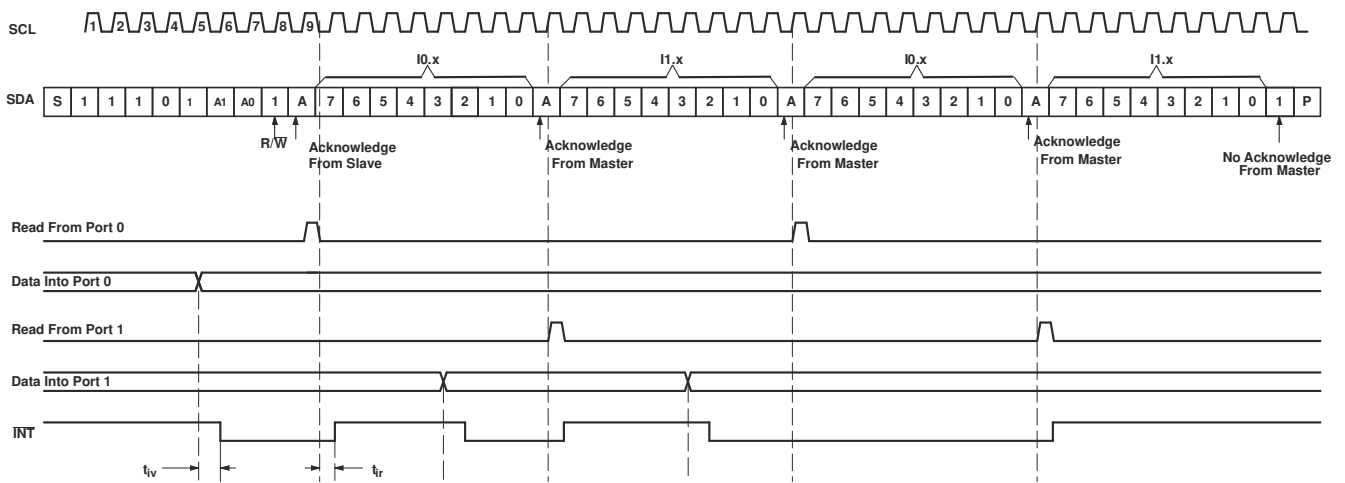 SCL 1 2 3 4 5 6 7 8 9
I0.x I1.x I0.x I1.x
SDA S 1 1 1 0 1 A1 A0 1 A 7 6 5 4 3 2 1 0 A 7 6 5 4 3 2 1 0 A 7 6 5 4 3 2 1 0 A 7 6 5 4 3 2 1 0 1 P
R/W̅
Acknowledge
From Slave
Acknowledge
From Master
Acknowledge
From Master
Acknowledge
From Master
No Acknowledge
From Master
Read From Port 0
Data Into Port 0
Read From Port 1
Data Into Port 1
I̅N̅T̅
tiv tir